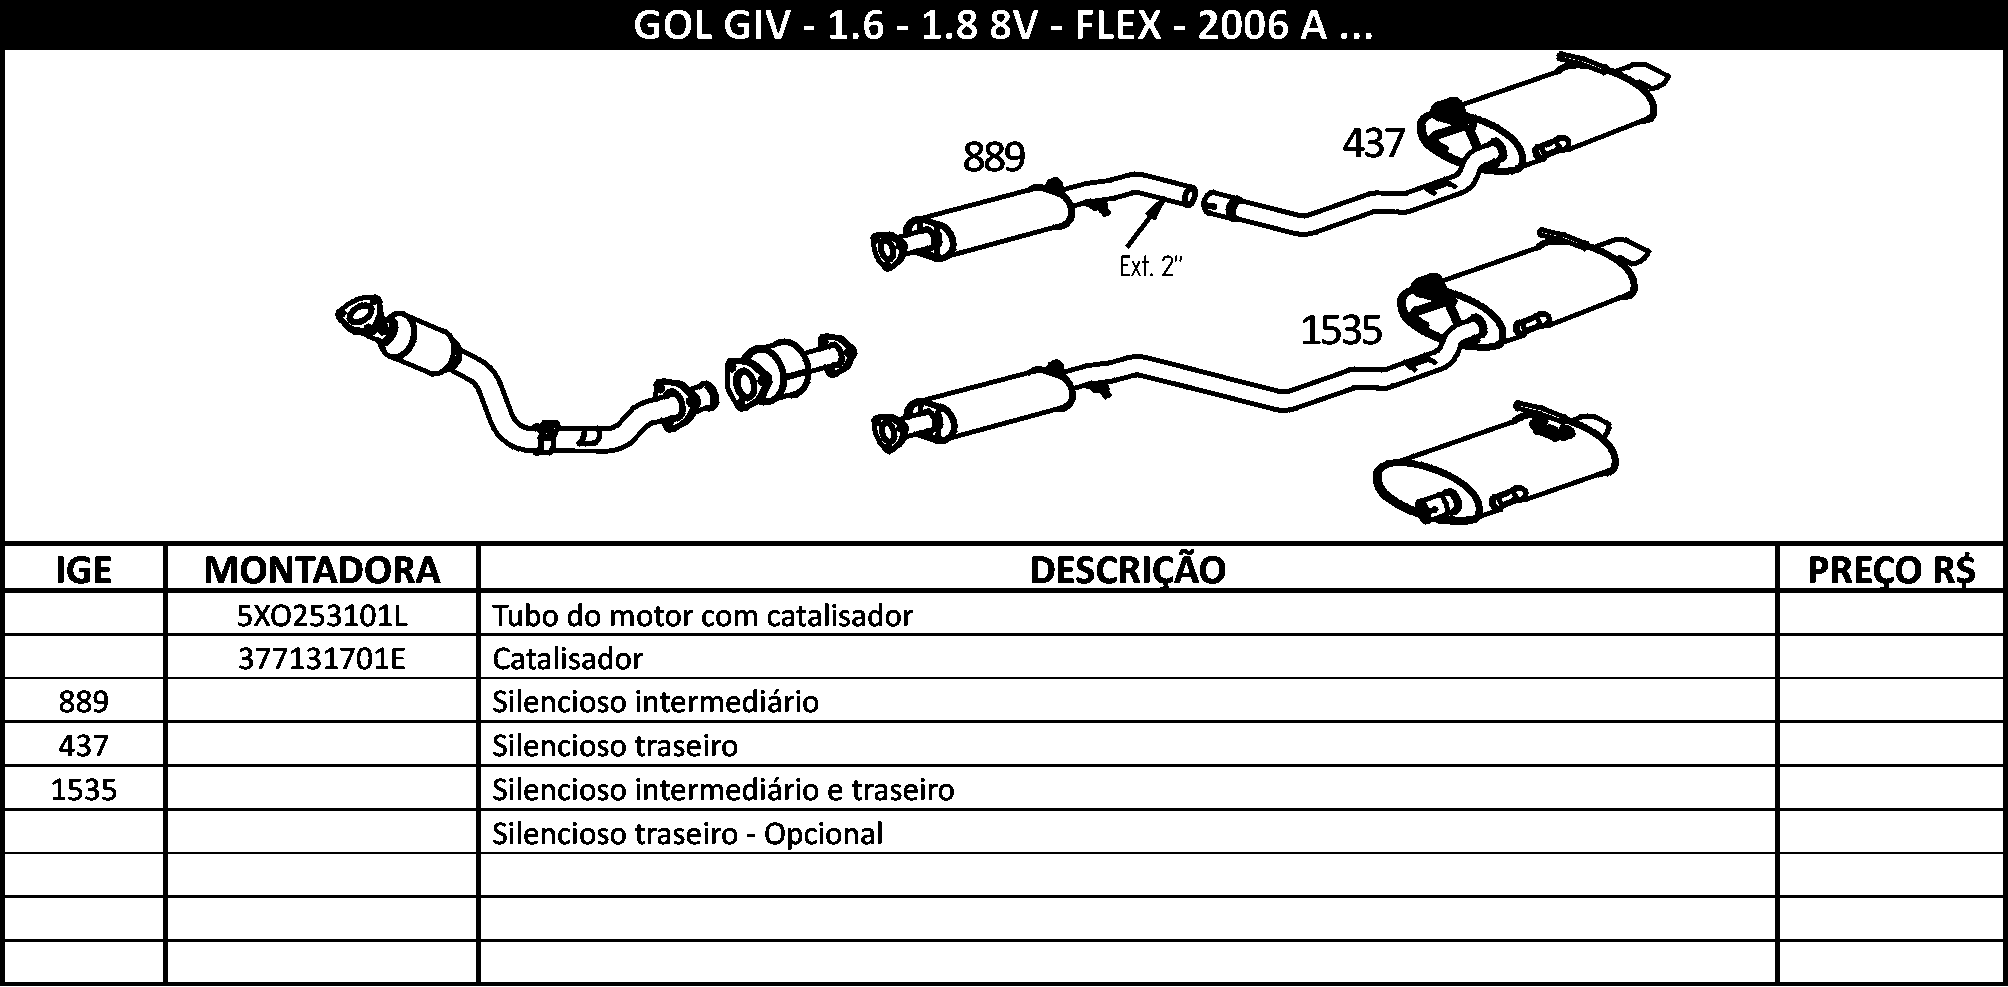 GOL GIV - 1.6 - 1.8 8V - FLEX - 2006 A ...
437
889
Ext. 2"
1535
IGE MONTADORA DESCRIÇÃO PREÇO R$
5XO253101L Tubo do motor com catalisador
377131701E Catalisador
889 Silencioso intermediário
437 Silencioso traseiro
1535 Silencioso intermediário e traseiro
Silencioso traseiro - Opcional